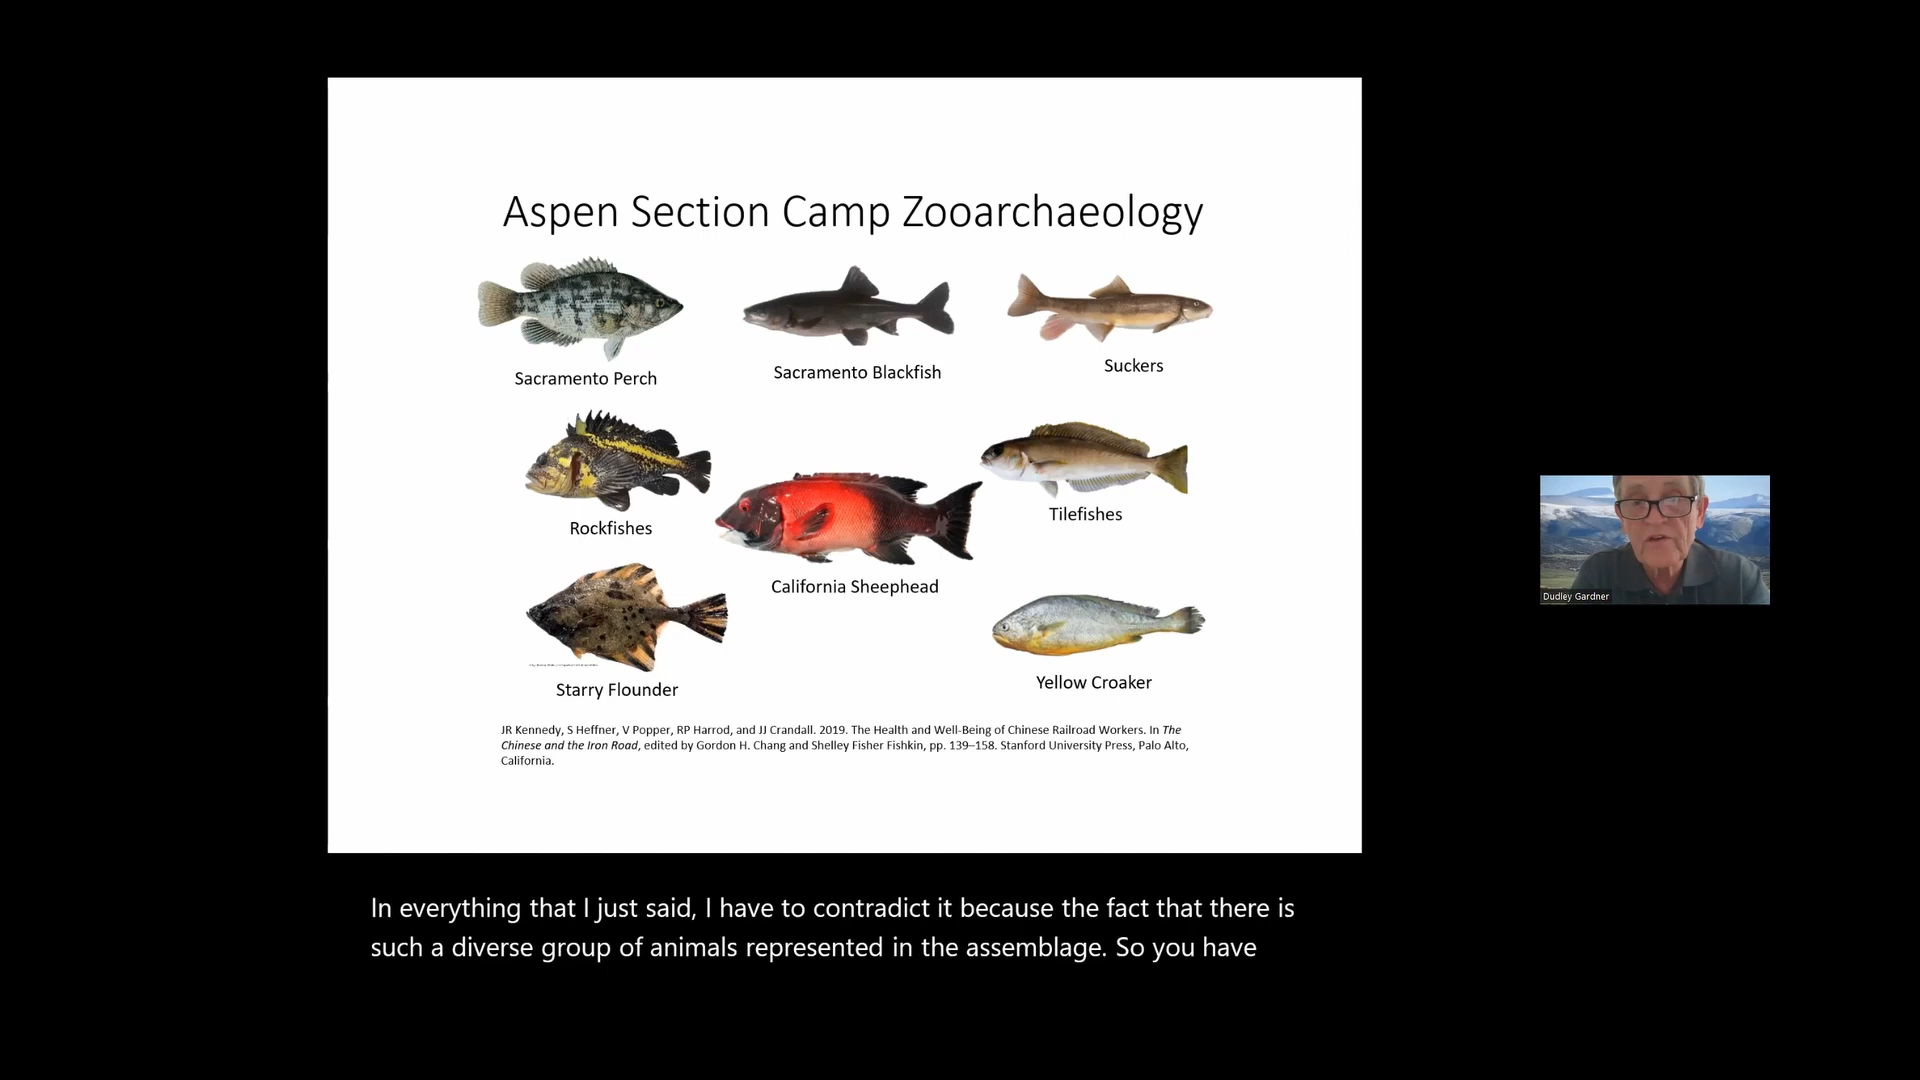 Aspen Section Camp Zooarchaeology
Sacramento Perch
Sacramento Blackfish
Suckers
Rockfishes
California Sheephead
Tilefishes
Starry Flounder
Yellow Croaker
JR Kennedy, S Heffner, V Popper, RP Harrod, and JJ Crandall. 2019. The Health and Well-Being of Chinese Railroad Workers. In The
Chinese and the Iron Road, edited by Gordon H. Chang and Shelley Fisher Fishkin, pp. 139–158. Stanford University Press, Palo Alto,
California.
Dudley Gardner
In everything that I just said, I have to contradict it because the fact that there is
such a diverse group of animals represented in the assemblage. So you have